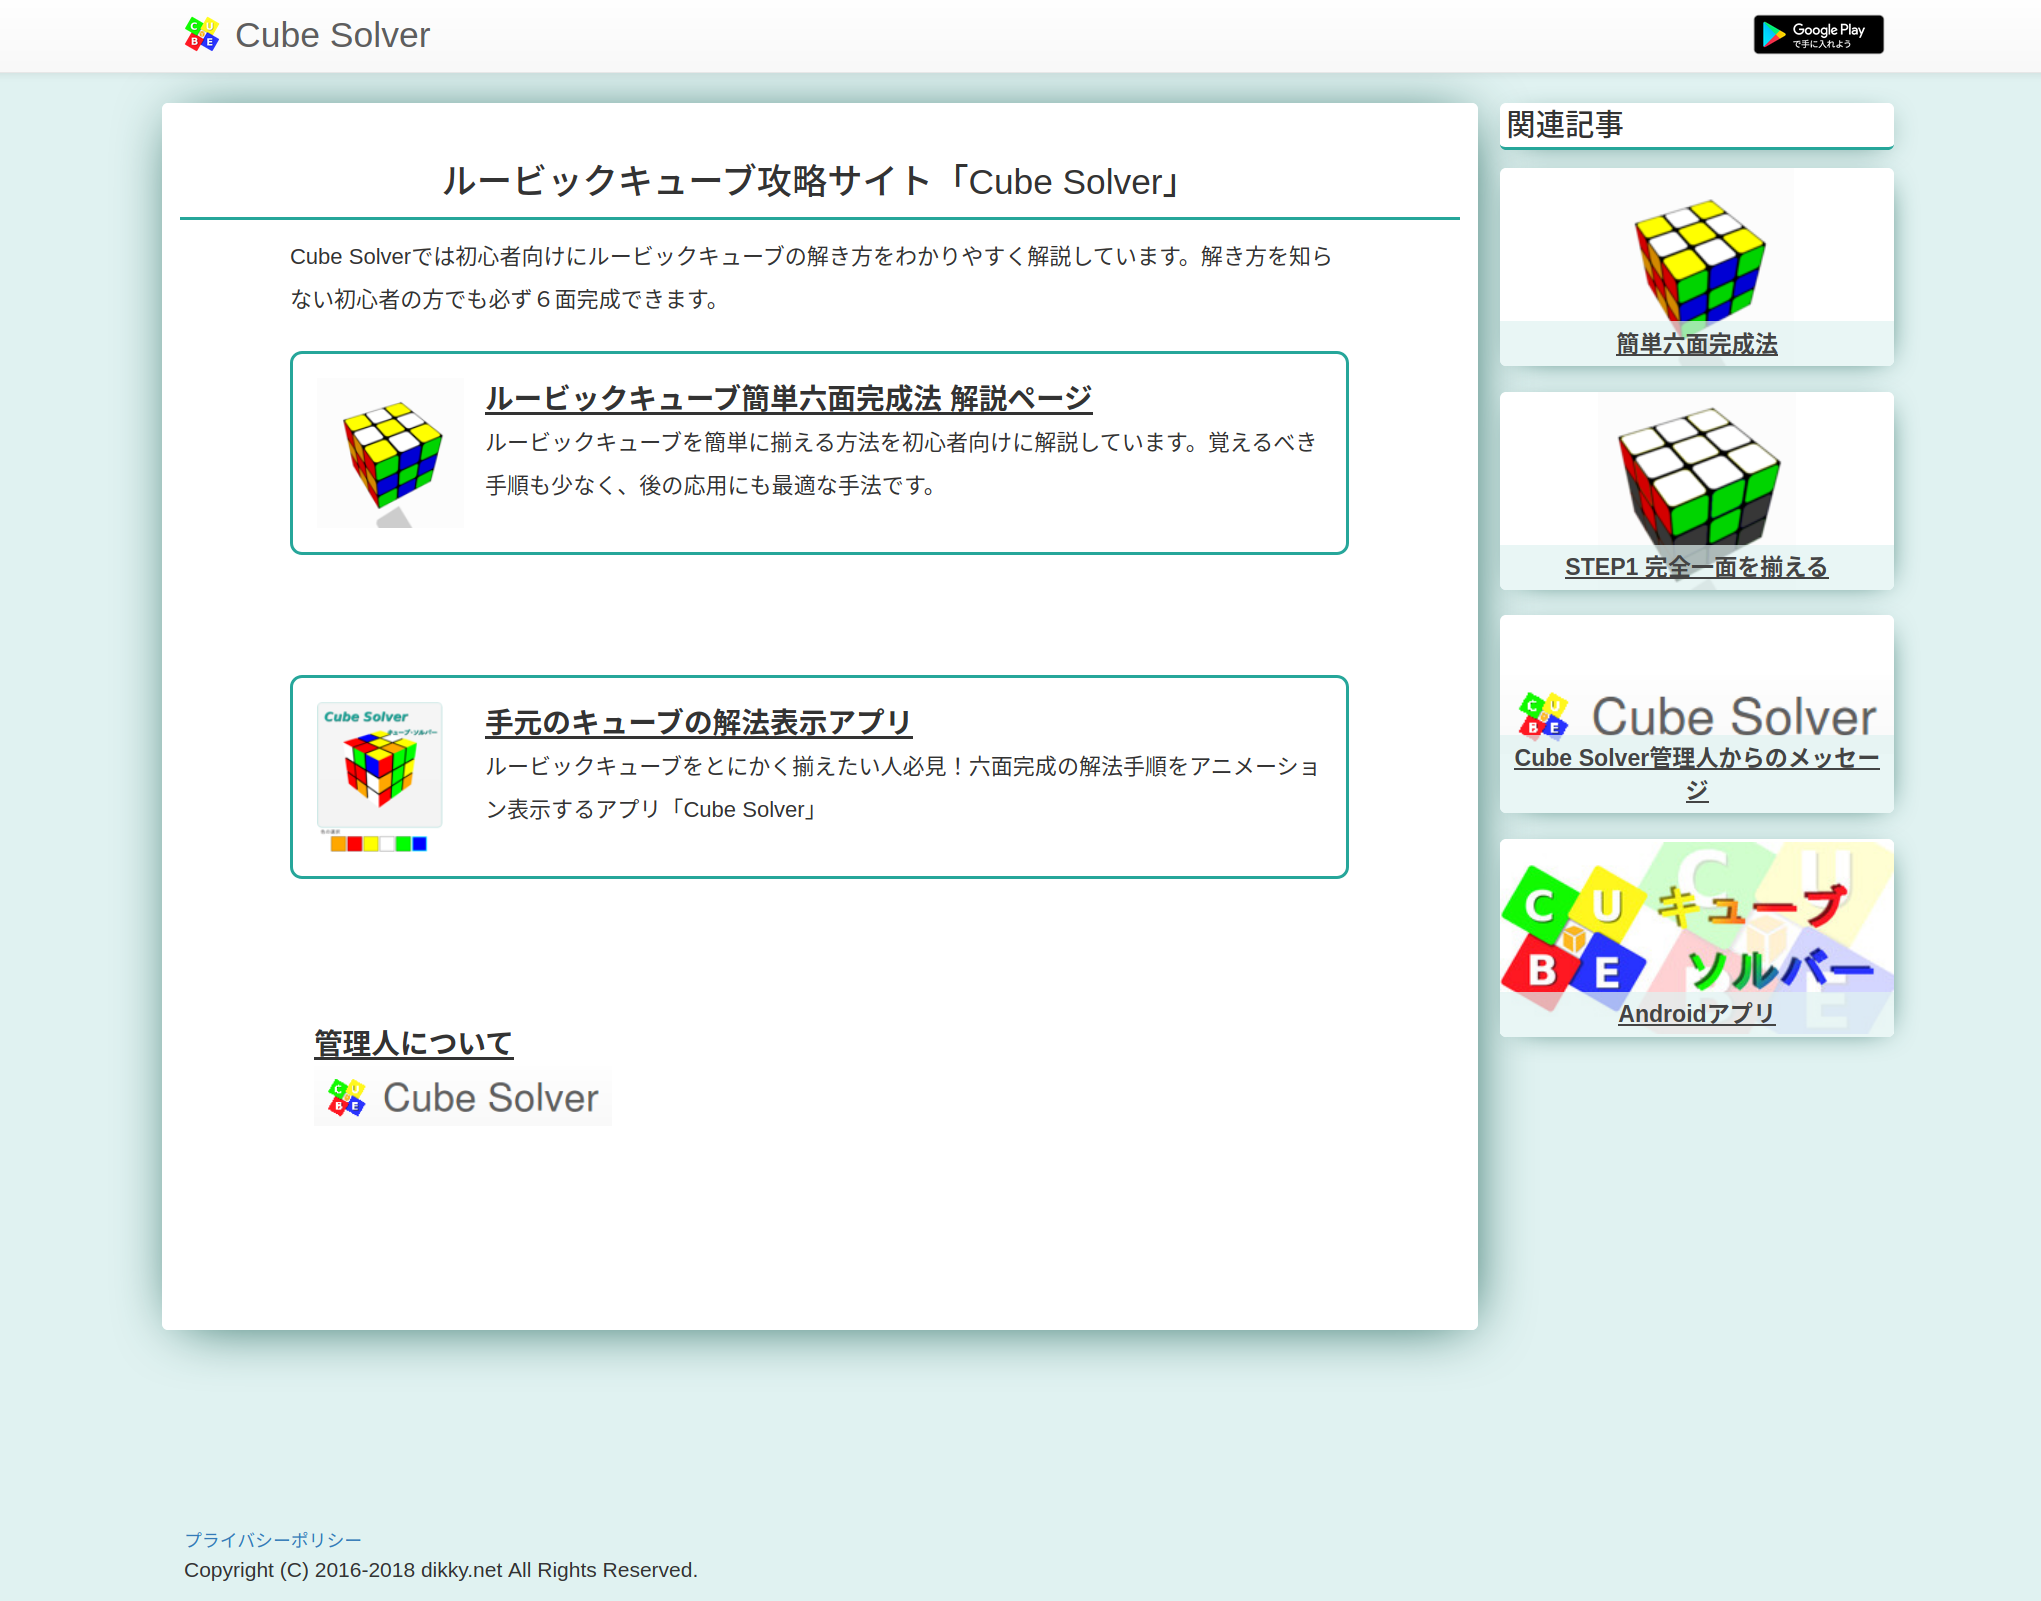 C U B E Cube Solver
Google Play
で手に入れよう
ルービックキューブ攻略サイト「Cube Solver」
Cube Solverでは初心者向けにルービックキューブの解き方をわかりやすく解説しています。解き方を知ら
ない初心者の方でも必ず６面完成できます。
ルービックキューブ簡単六面完成法 解説ページ
ルービックキューブを簡単に揃える方法を初心者向けに解説しています。覚えるべき
手順も少なく、後の応用にも最適な手法です。
Cube Solver
キューブ・ソルバー
手元のキューブの解法表示アプリ
ルービックキューブをとにかく揃えたい人必見！六面完成の解法手順をアニメーショ
ン表示するアプリ「Cube Solver」
管理人について
C U B E Cube Solver
関連記事
簡単六面完成法
STEP1 完全一面を揃える
C U B E Cube Solver
Cube Solver管理人からのメッセー
ジ
C U B E
キューブ
ソルバー
Androidアプリ
プライバシーポリシー
Copyright (C) 2016-2018 dikky.net All Rights Reserved.